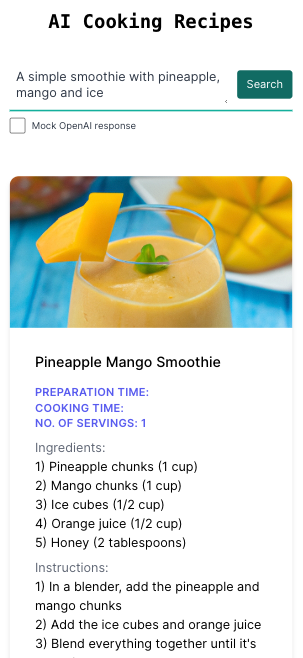 AI Cooking Recipes
A simple smoothie with pineapple,
mango and ice
Search
Mock OpenAI response
Pineapple Mango Smoothie
PREPARATION TIME:
COOKING TIME:
NO. OF SERVINGS: 1
Ingredients:
1) Pineapple chunks (1 cup)
2) Mango chunks (1 cup)
3) Ice cubes (1/2 cup)
4) Orange juice (1/2 cup)
5) Honey (2 tablespoons)
Instructions:
1) In a blender, add the pineapple and
mango chunks
2) Add the ice cubes and orange juice
3) Blend everything together until it's